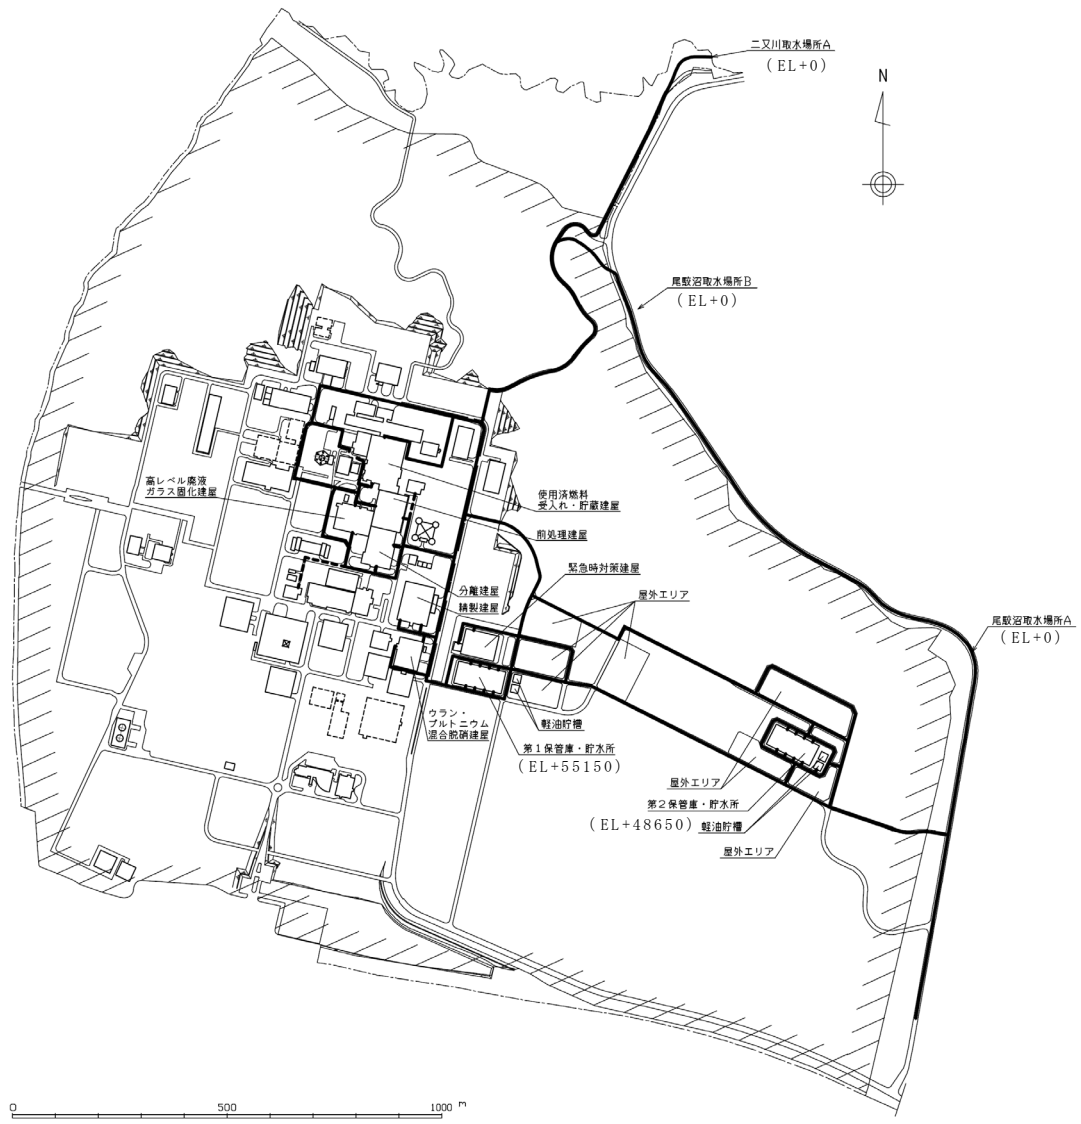 二又川取水場所A
(EL+0)
N
尾駮沼取水場所B
(EL+0)
高レベル廃液
ガラス固化建屋
使用済燃料
受入れ・貯蔵建屋
前処理建屋
緊急時対策建屋
分離建屋
精製建屋
屋外エリア
尾駮沼取水場所A
(EL+0)
ウラン・
プルトニウム
混合脱硝建屋
軽油貯槽
第1保管庫・貯水所
(EL+55150)
屋外エリア
第2保管庫・貯水所
(EL+48650)
軽油貯槽
屋外エリア
0
500
1000 m